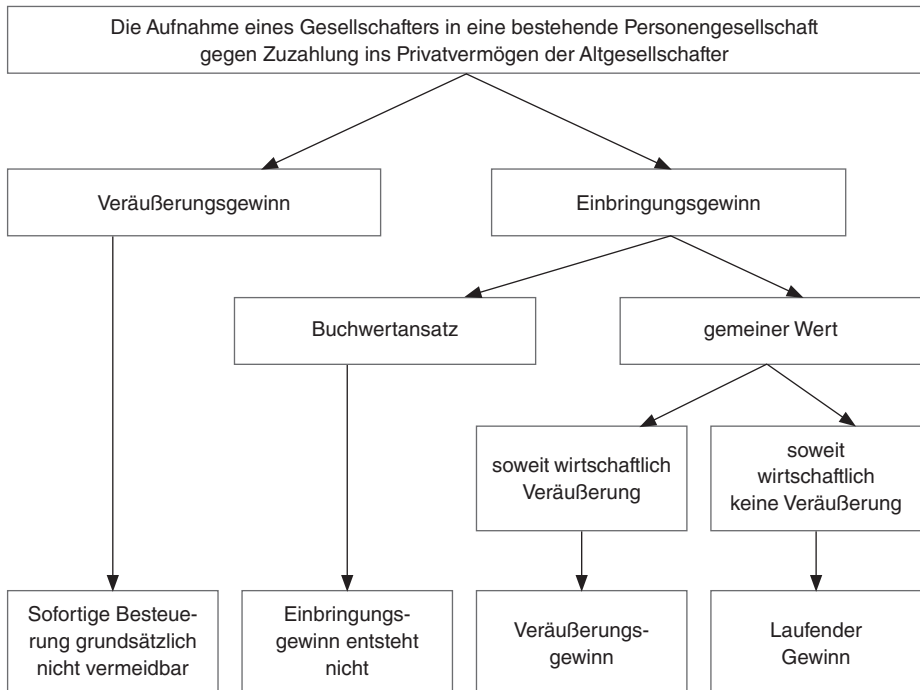 Die Aufnahme eines Gesellschafters in eine bestehende Personengesellschaft
gegen Zuzahlung ins Privatvermögen der Altgesellschafter
Veräußerungsgewinn
Einbringungsgewinn
Buchwertansatz
gemeiner Wert
soweit wirtschaftlich
Veräußerung
soweit
wirtschaftlich
keine Veräußerung
Sofortige Besteue-
rung grundsätzlich
nicht vermeidbar
Einbringungs-
gewinn entsteht
nicht
Veräußerungs-
gewinn
Laufender
Gewinn